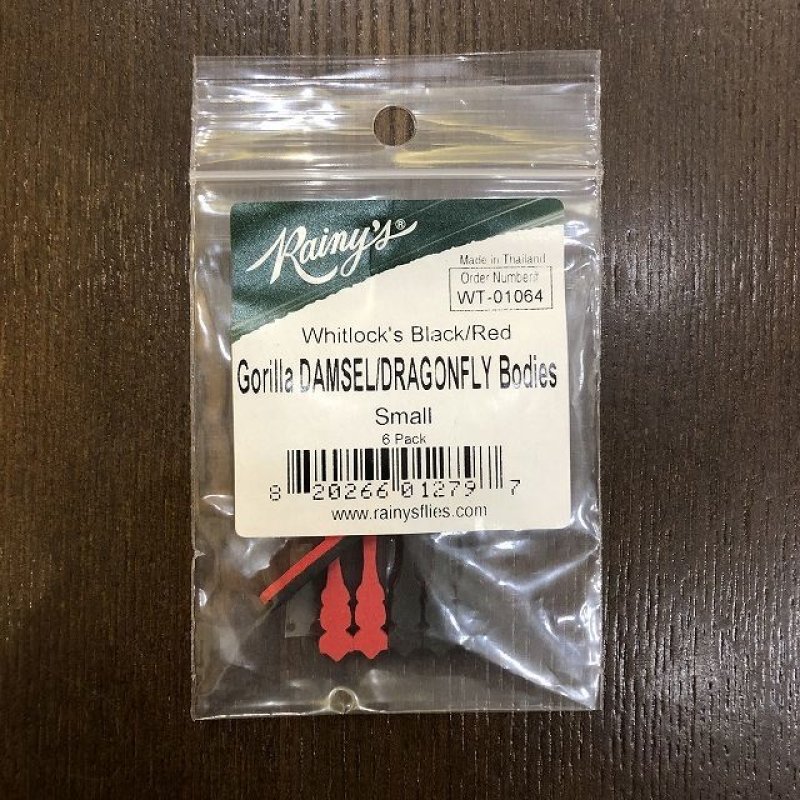 Rainy's®
Made in Thailand
Order Number#
WT-01064
Whitlock's Black/Red
Gorilla DAMSEL/DRAGONFLY Bodies
Small
6 Pack
8 20266 01279 7
www.rainysflies.com